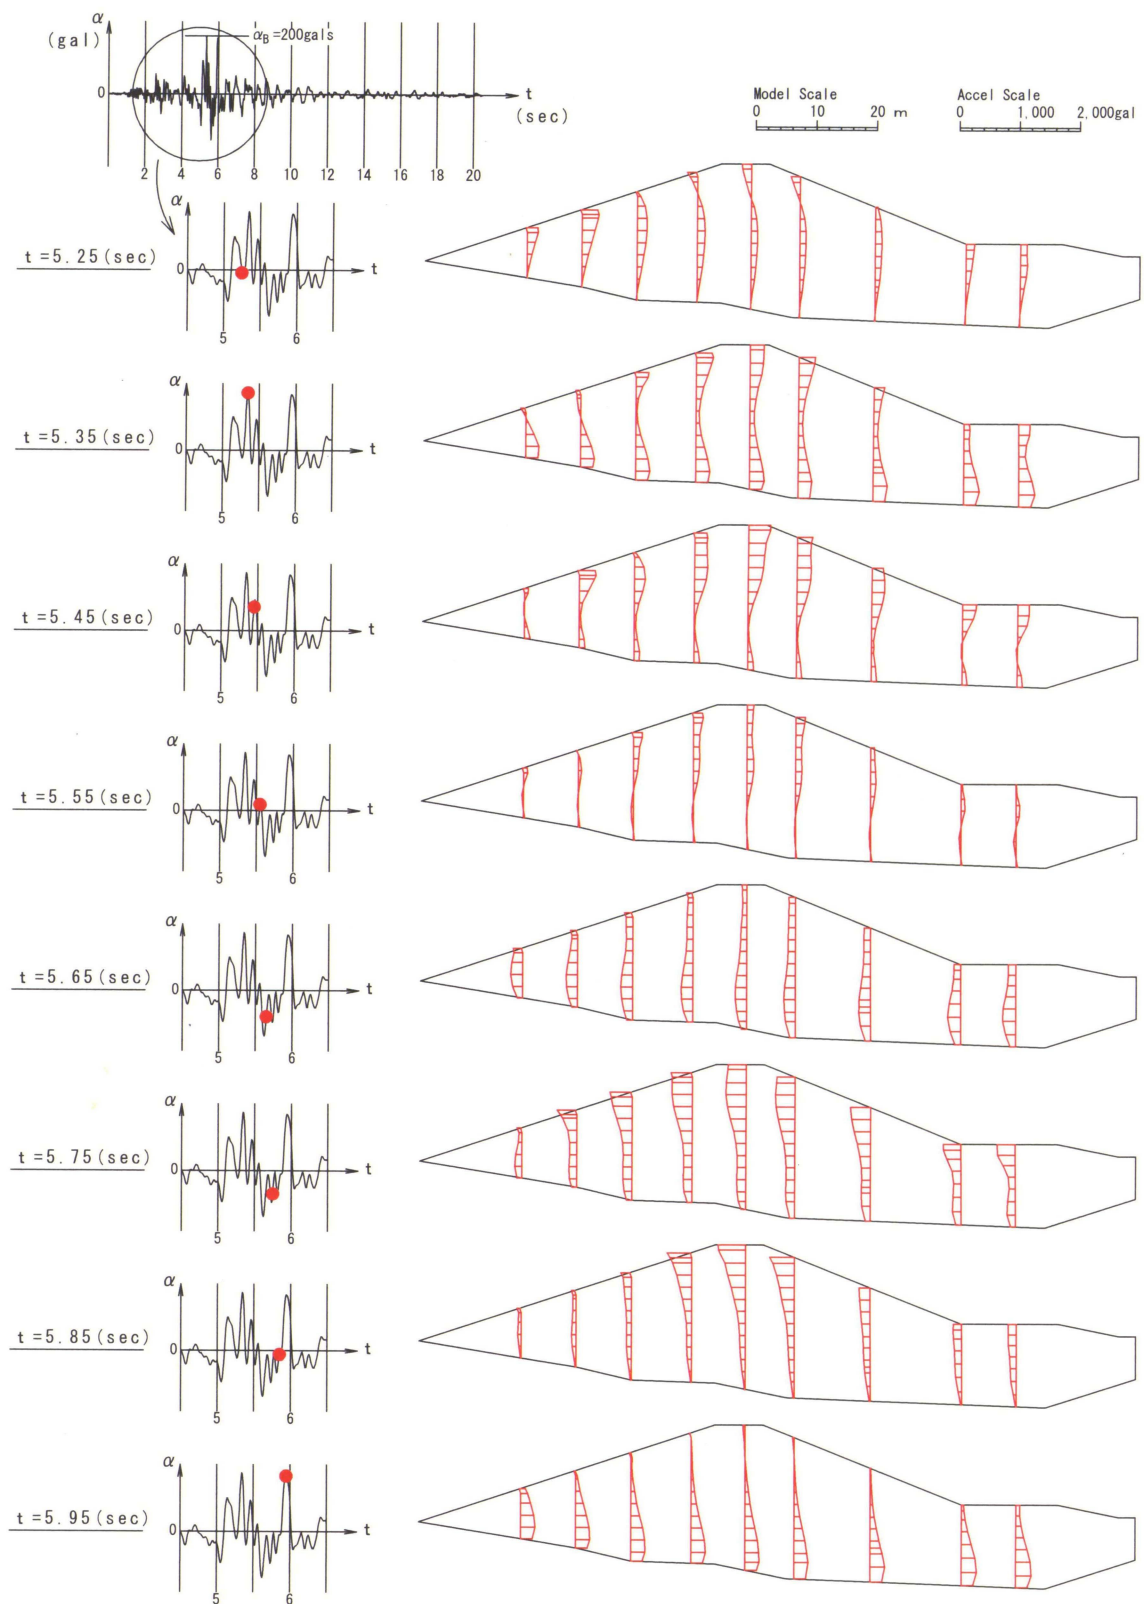 α
(gal)
αB=200gals
0
t
(sec)
2 4 6 8 10 12 14 16 18 20
Model Scale
0 10 20 m
Accel Scale
0 1,000 2,000gal
α
t=5.25(sec)
0
t
5 6
α
t=5.35(sec)
0
t
5 6
α
t=5.45(sec)
0
t
5 6
α
t=5.55(sec)
0
t
5 6
α
t=5.65(sec)
0
t
5 6
α
t=5.75(sec)
0
t
5 6
α
t=5.85(sec)
0
t
5 6
α
t=5.95(sec)
0
t
5 6